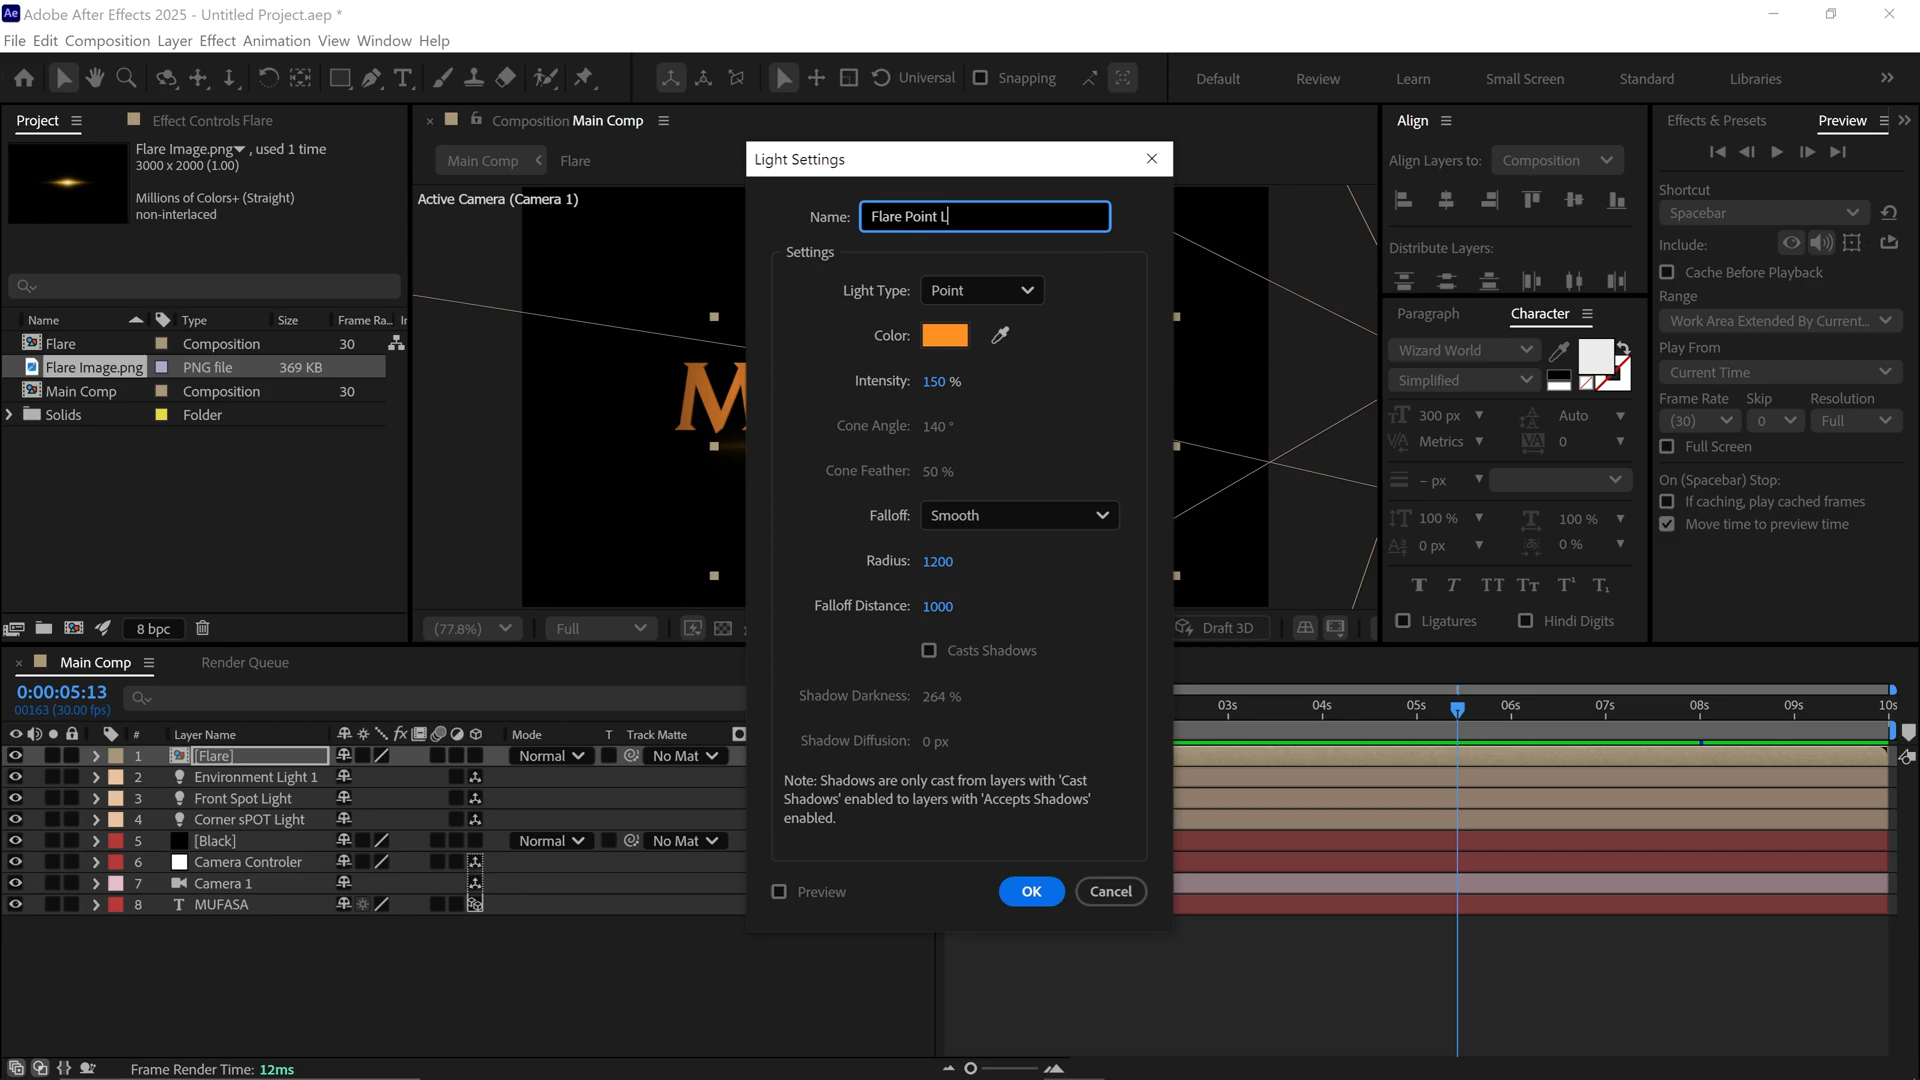 Ae Adobe After Effects 2025 - Untitled Project.aep *
File Edit Composition Layer Effect Animation View Window Help
Universal Snapping Default Review Learn Small Screen Standard Libraries
Project
Effect Controls Flare
Flare Image.png , used 1 time
3000 x 2000 (1.00)
Millions of Colors+ (Straight)
non-interlaced
Name Type Size Frame Ra... I
Flare Composition 30
Flare Image.png PNG file 369 KB
Main Comp Composition 30
Solids Folder
8 bpc
Composition Main Comp
Main Comp Flare
Active Camera (Camera 1)
M
(77.8%) Full
Draft 3D
Light Settings
Name: Flare Point L
Settings
Light Type: Point
Color:
Intensity: 150 %
Cone Angle: 140 °
Cone Feather: 50 %
Falloff: Smooth
Radius: 1200
Falloff Distance: 1000
Casts Shadows
Shadow Darkness: 264 %
Shadow Diffusion: 0 px
Note: Shadows are only cast from layers with 'Cast
Shadows' enabled to layers with 'Accepts Shadows'
enabled.
Preview OK Cancel
Align
Align Layers to: Composition
Distribute Layers:
Paragraph Character
Wizard World
Simplified
300 px Auto
Metrics 0
- px
100 % 100 %
0 px 0 %
T T TT Tt T¹ T₁
Ligatures Hindi Digits
Effects & Presets Preview
Shortcut
Spacebar
Include:
Cache Before Playback
Range
Work Area Extended By Current...
Play From
Current Time
Frame Rate Skip Resolution
(30) 0 Full
Full Screen
On (Spacebar) Stop:
If caching, play cached frames
Move time to preview time
Main Comp
Render Queue
0:00:05:13
00163 (30.00 fps)
# Layer Name fx Mode T Track Matte
1 [Flare] Normal No Mat
2 Environment Light 1
3 Front Spot Light
4 Corner sPOT Light
5 [Black] Normal No Mat
6 Camera Controler
7 Camera 1
8 T MUFASA
03s 04s 05s 06s 07s 08s 09s 10s
Frame Render Time: 12ms